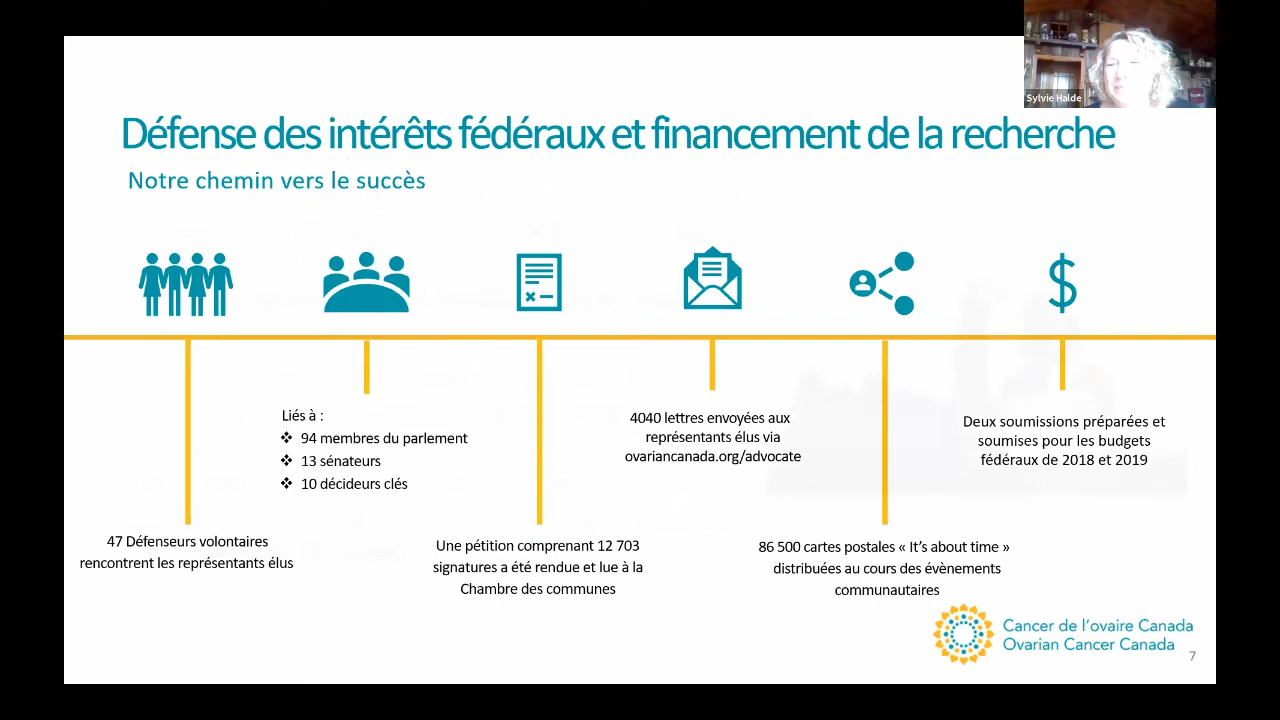 Sylvie Halde
Défense des intérêts fédéraux et financement de la recherche
Notre chemin vers le succès
47 Défenseurs volontaires
rencontrent les représentants élus
Liés à :
❖ 94 membres du parlement
❖ 13 sénateurs
❖ 10 décideurs clés
Une pétition comprenant 12 703
signatures a été rendue et lue à la
Chambre des communes
4040 lettres envoyées aux
représentants élus via
ovariancanada.org/advocate
86 500 cartes postales « It’s about time »
distribuées au cours des évènements
communautaires
Deux soumissions préparées et
soumises pour les budgets
fédéraux de 2018 et 2019
Cancer de l’ovaire Canada
Ovarian Cancer Canada
7